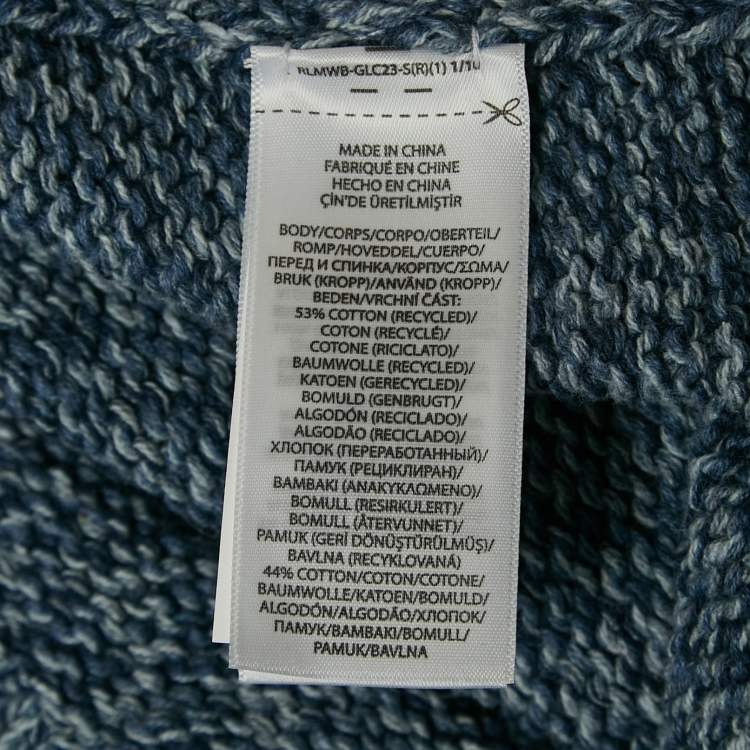 RLMWB-GLC23-S(R)(1) 1/10
MADE IN CHINA
FABRIQUÉ EN CHINE
HECHO EN CHINA
ÇİN'DE ÜRETİLMİŞTİR
BODY/CORPS/CORPO/OBERTEIL/
ROMP/HOVEDDEL/CUERPO/
ПЕРЕД И СПИНКА/КОРПУС/ΣΩΜΑ/
BRUK (KROPP)/ANVÄND (KROPP)/
BEDEN/VRCHNÍ ČÁST:
53% COTTON (RECYCLED)/
COTON (RECYCLÉ)/
COTONE (RICICLATO)/
BAUMWOLLE (RECYCLED)/
KATOEN (GERECYCLED)/
BOMULD (GENBRUGT)/
ALGODÓN (RECICLADO)/
ALGODÃO (RECICLADO)/
ХЛОПОК (ПЕРЕРАБОТАННЫЙ)/
ПАМУК (РЕЦИКЛИРАН)/
ΒΑΜΒΑΚΙ (ΑΝΑΚΥΚΛΩΜΕΝΟ)/
BOMULL (RESIRKULERT)/
BOMULL (ÅTERVUNNET)/
PAMUK (GERİ DÖNÜŞTÜRÜLMÜŞ)/
BAVLNA (RECYKLOVANÁ)
44% COTTON/COTON/COTONE/
BAUMWOLLE/KATOEN/BOMULD/
ALGODÓN/ALGODÃO/ХЛОПОК/
ПАМУК/ΒΑΜΒΑΚΙ/BOMULL/
PAMUK/BAVLNA